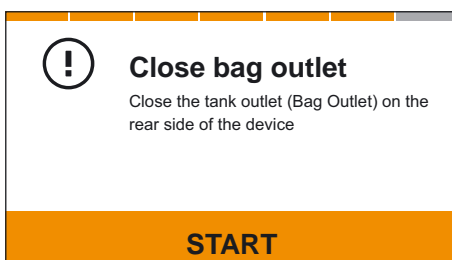 Close bag outlet
Close the tank outlet (Bag Outlet) on the
rear side of the device
START